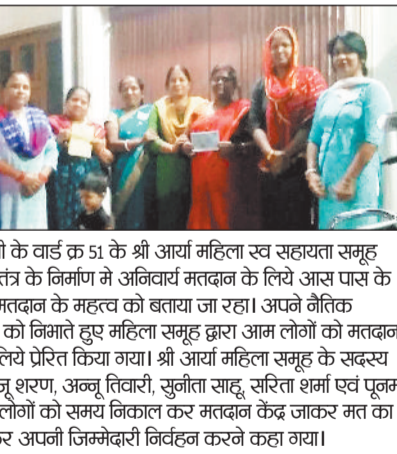 के वार्ड क्र 51 के श्री आर्या महिला स्व सहायता समूह
के निर्माण मे अनिवार्य मतदान के लिये आस पास के
मतदान के महत्व को बताया जा रहा। अपने नैतिक
को निभाते हुए महिला समूह द्वारा आम लोगों को मतदान
लिये प्रेरित किया गया। श्री आर्या महिला समूह के सदस्य
शरण, अन्नू तिवारी, सुनीता साहू, सरिता शर्मा एवं पूनम
लोगों को समय निकाल कर मतदान केंद्र जाकर मत का
अपनी जिम्मेदारी निर्वहन करने कहा गया।